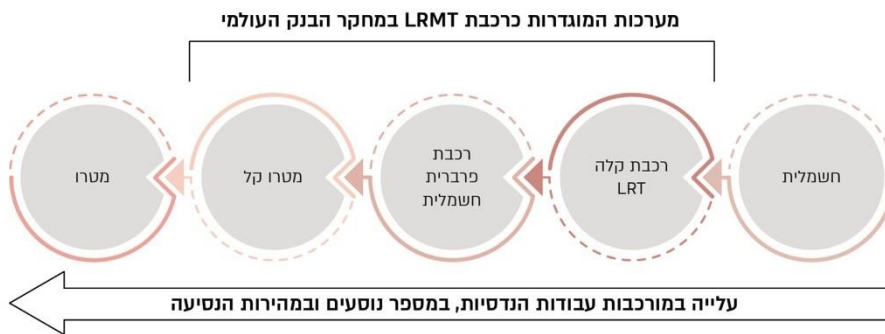 מערכות המוגדרות כרכבת LRMT במחקר הבנק העולמי
חשמלית
רכבת קלה
LRT
רכבת
פרברית
חשמלית
מטרו קל
מטרו
עלייה במורכבות עבודות הנדסיות, במספר נוסעים ובמהירות הנסיעה